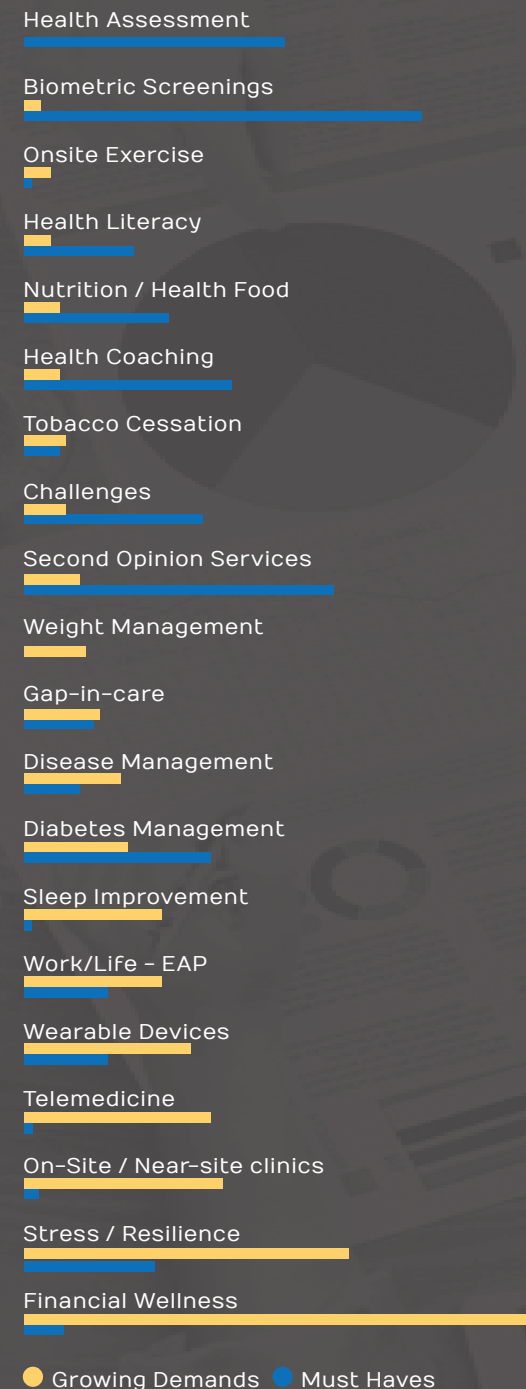 Health Assessment
Biometric Screenings
Onsite Exercise
Health Literacy
Nutrition / Health Food
Health Coaching
Tobacco Cessation
Challenges
Second Opinion Services
Weight Management
Gap-in-care
Disease Management
Diabetes Management
Sleep Improvement
Work/Life - EAP
Wearable Devices
Telemedicine
On-Site / Near-site clinics
Stress / Resilience
Financial Wellness
Growing Demands Must Haves